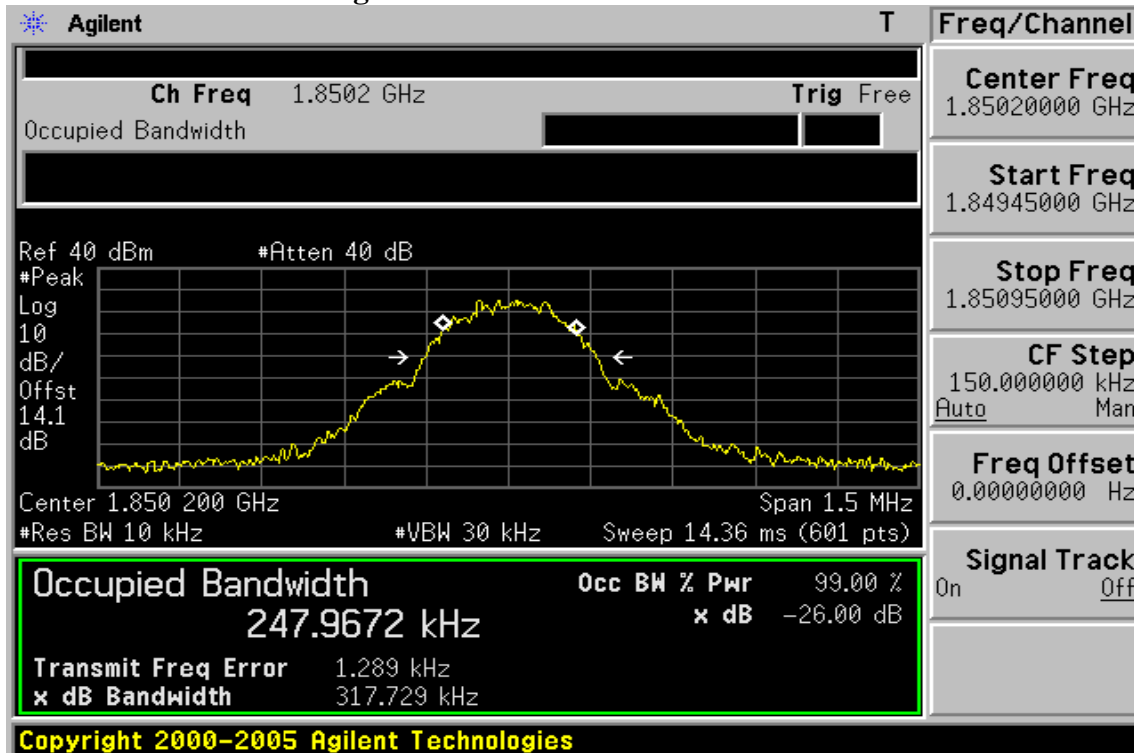 Agilent T Freq/Channel
Ch Freq 1.8502 GHz Trig Free
Occupied Bandwidth
Center Freq
1.85020000 GHz
Start Freq
1.84945000 GHz
Stop Freq
1.85095000 GHz
CF Step
150.000000 kHz
Auto Man
Freq Offset
0.00000000 Hz
Signal Track
On Off
Ref 40 dBm #Atten 40 dB
#Peak
Log
10
dB/
Offst
14.1
dB
Center 1.850 200 GHz Span 1.5 MHz
#Res BW 10 kHz #VBW 30 kHz Sweep 14.36 ms (601 pts)
Occupied Bandwidth Occ BW % Pwr 99.00 %
247.9672 kHz x dB -26.00 dB
Transmit Freq Error 1.289 kHz
x dB Bandwidth 317.729 kHz
Copyright 2000-2005 Agilent Technologies